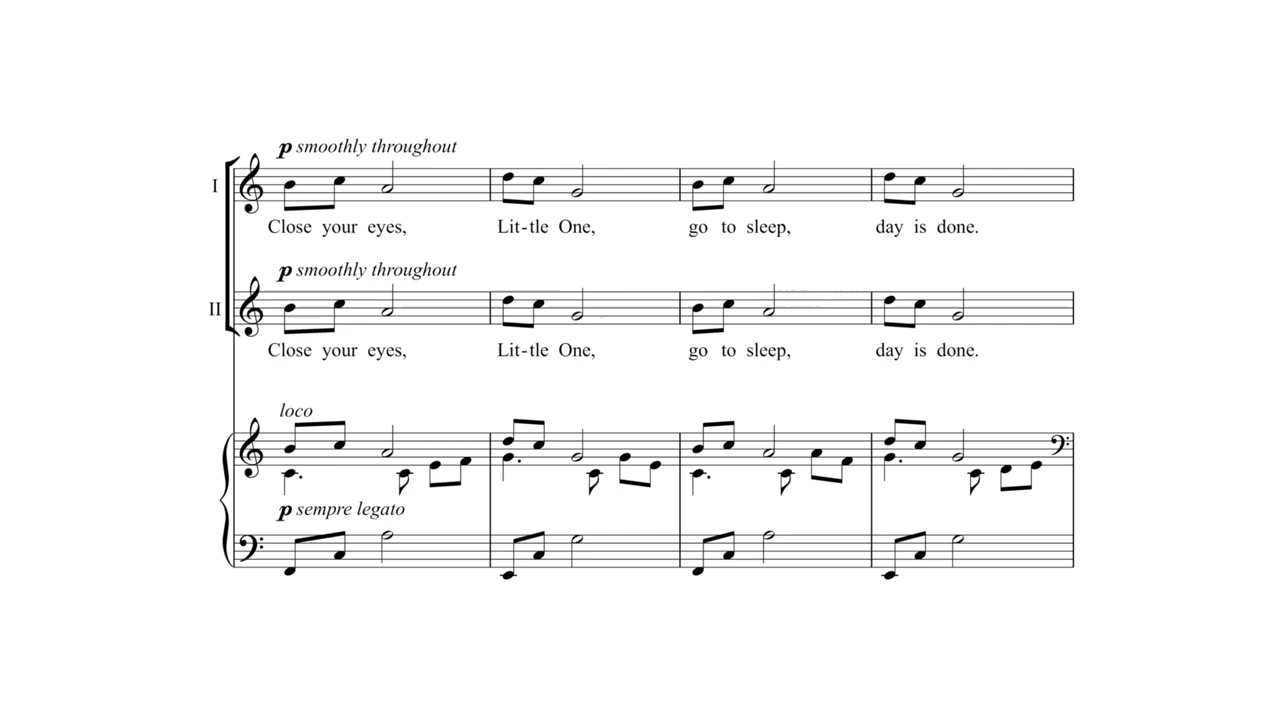 p smoothly throughout
I
Close your eyes, Lit-tle One, go to sleep, day is done.
p smoothly throughout
II
Close your eyes, Lit-tle One, go to sleep, day is done.
loco
p sempre legato